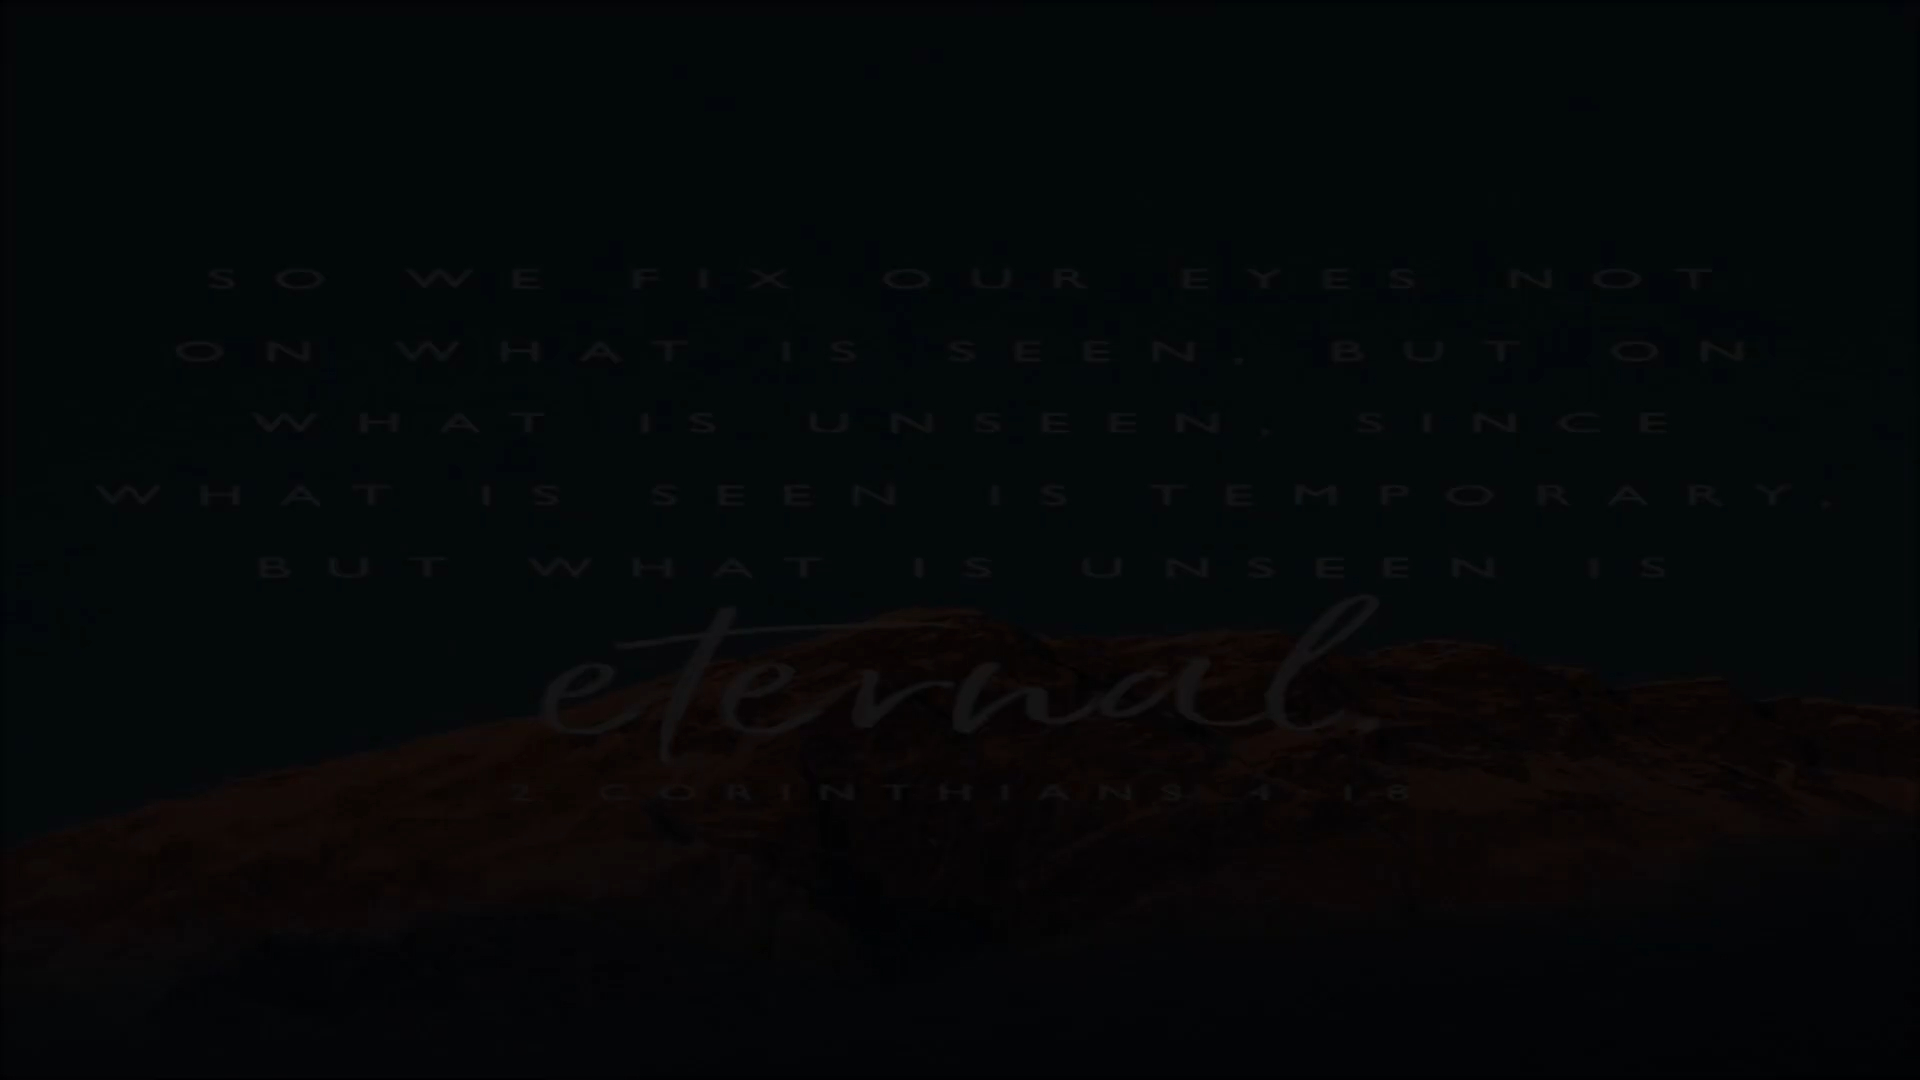 SO WE FIX OUR EYES NOT
ON WHAT IS SEEN, BUT ON
WHAT IS UNSEEN, SINCE
WHAT IS SEEN IS TEMPORARY,
BUT WHAT IS UNSEEN IS
eternal.
2 CORINTHIANS 4:18